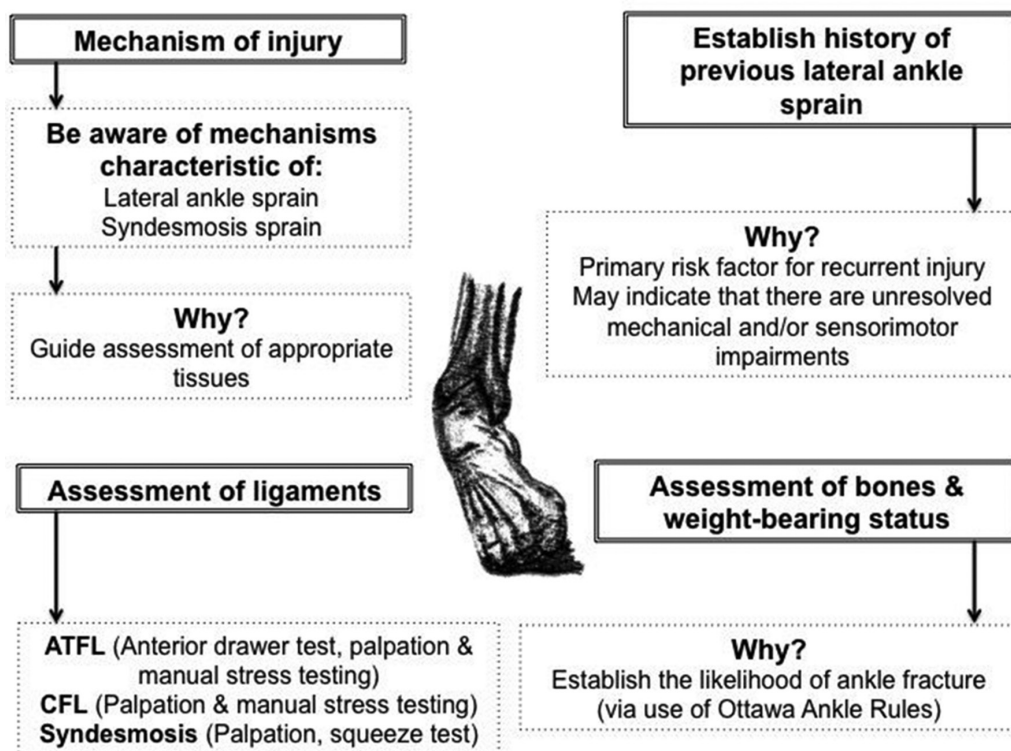 Mechanism of injury
Be aware of mechanisms
characteristic of:
Lateral ankle sprain
Syndesmosis sprain
Why?
Guide assessment of appropriate
tissues
Establish history of
previous lateral ankle
sprain
Why?
Primary risk factor for recurrent injury
May indicate that there are unresolved
mechanical and/or sensorimotor
impairments
Assessment of ligaments
ATFL (Anterior drawer test, palpation &
manual stress testing)
CFL (Palpation & manual stress testing)
Syndesmosis (Palpation, squeeze test)
Assessment of bones &
weight-bearing status
Why?
Establish the likelihood of ankle fracture
(via use of Ottawa Ankle Rules)